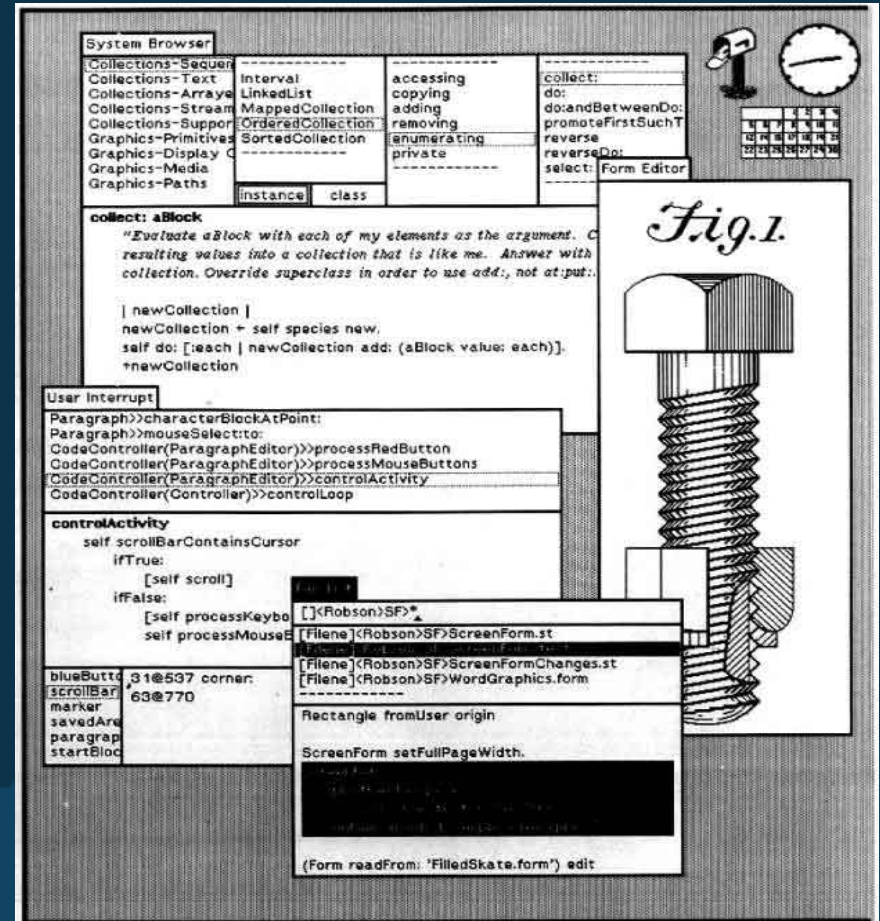 System Browser
Collections-Sequen
Collections-Text
Collections-Arraye
Collections-Stream
Collections-Suppor
Graphics-Primitives
Graphics-Display
Graphics-Media
Graphics-Paths
------------
Interval
LinkedList
MappedCollection
OrderedCollection
SortedCollection
------------
instance
class
------------
accessing
copying
adding
removing
enumerating
private
------------
------------
collect:
do:
do:andBetweenDo:
promoteFirstSuchT
reverse
reverseDo:
select:
collect: aBlock
"Evaluate aBlock with each of my elements as the argument. C
resulting values into a collection that is like me. Answer with
collection. Override superclass in order to use add:, not at:put:.
| newCollection |
newCollection ← self species new.
self do: [:each | newCollection add: (aBlock value: each)].
↑newCollection
Form Editor
Fig.1.
User Interrupt
Paragraph>>characterBlockAtPoint:
Paragraph>>mouseSelect:to:
CodeController(ParagraphEditor)>>processRedButton
CodeController(ParagraphEditor)>>processMouseButtons
CodeController(ParagraphEditor)>>controlActivity
CodeController(Controller)>>controlLoop
controlActivity
self scrollBarContainsCursor
ifTrue:
[self scroll]
ifFalse:
[self processKeybo
self processMouseB
blueButto
scrollBar
marker
savedAre
paragrap
startBloc
31@537 corner:
63@770
[]<Robson>SF>*
[Filene]<Robson>SF>ScreenForm.st
[Filene]<Robson>SF>ScreenFormChanges.st
[Filene]<Robson>SF>WordGraphics.form
------------
Rectangle fromUser origin
ScreenForm setFullPageWidth.
(Form readFrom: 'FilledSkate.form') edit